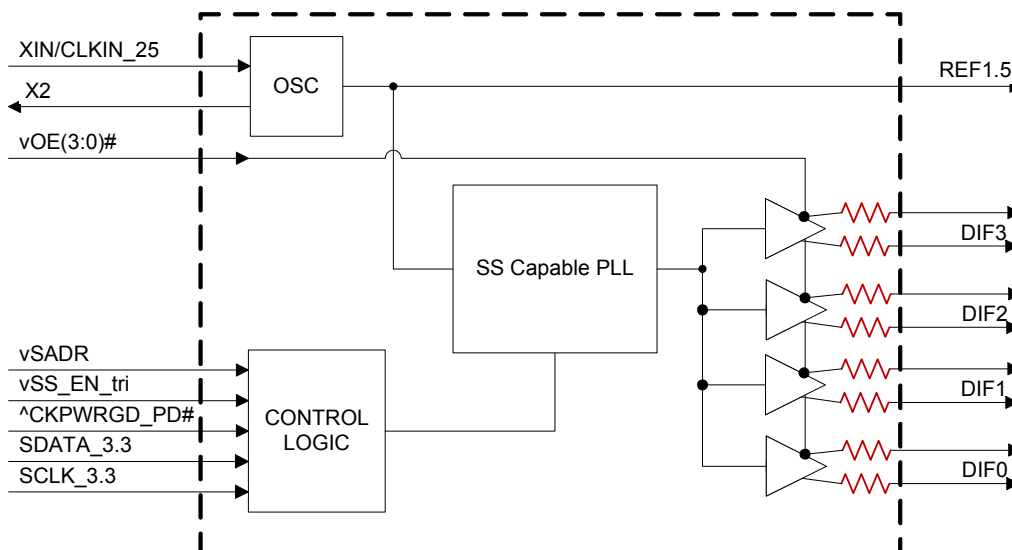 XIN/CLKIN_25
X2
vOE(3:0)#
OSC
REF1.5
SS Capable PLL
DIF3
DIF2
DIF1
DIF0
vSADR
vSS_EN_tri
^CKPWRGD_PD#
SDATA_3.3
SCLK_3.3
CONTROL
LOGIC